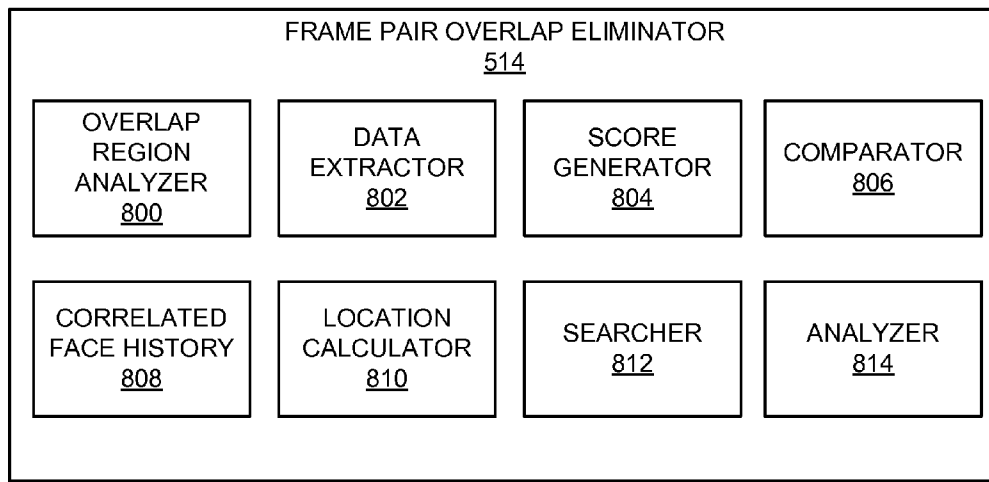 FRAME PAIR OVERLAP ELIMINATOR
514
OVERLAP
REGION
ANALYZER
800
DATA
EXTRACTOR
802
SCORE
GENERATOR
804
COMPARATOR
806
CORRELATED
FACE HISTORY
808
LOCATION
CALCULATOR
810
SEARCHER
812
ANALYZER
814